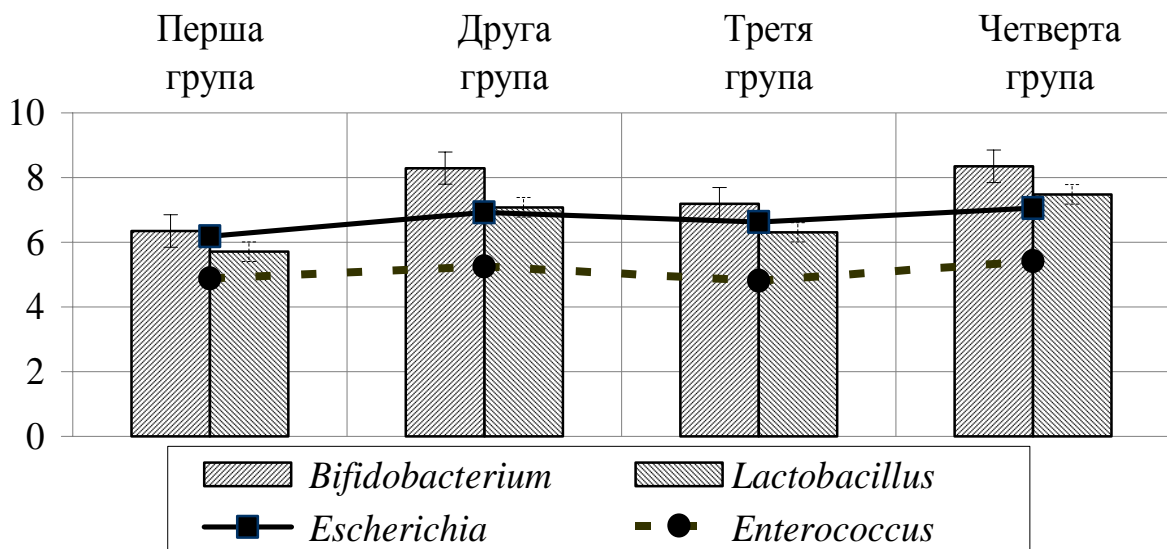 Перша група
Друга група
Третя група
Четверта група
10
8
6
4
2
0
Bifidobacterium
Lactobacillus
Escherichia
Enterococcus